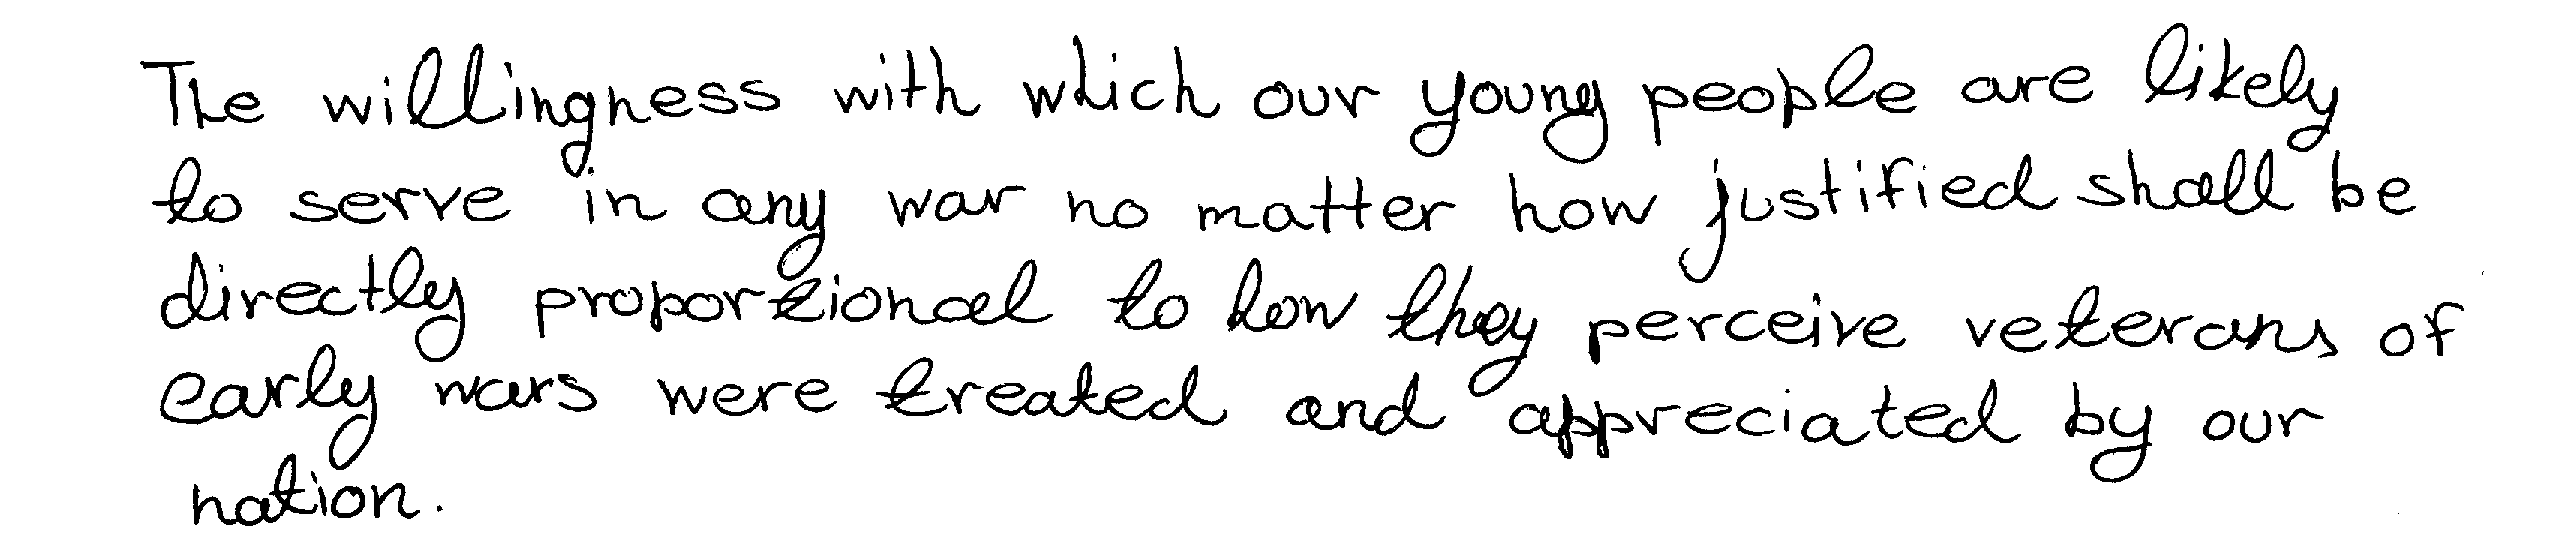 The willingness with which our young people are likely
to serve in any war no matter how justified shall be
directly proportional to how they perceive veterans of
early wars were treated and appreciated by our
nation.